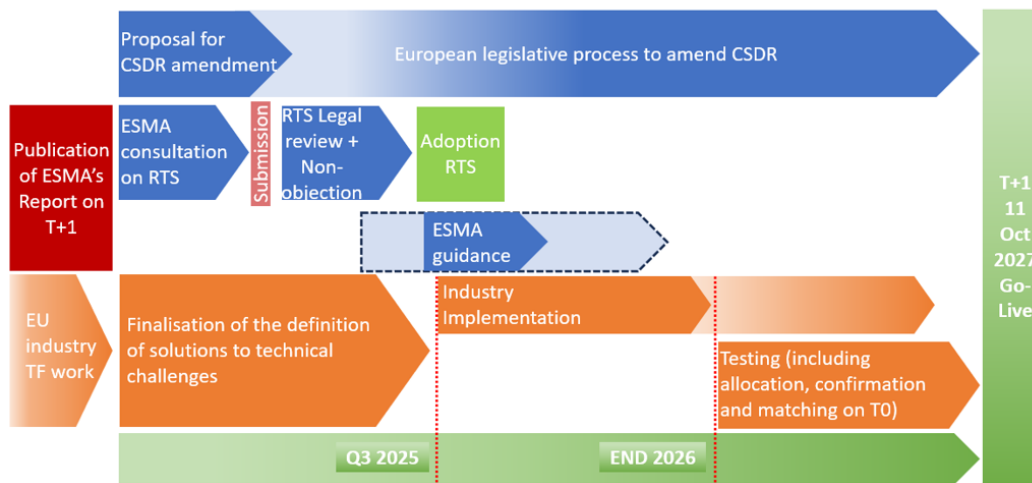 Proposal for
CSDR amendment
European legislative process to amend CSDR
Publication
of ESMA's
Report on
T+1
ESMA
consultation
on RTS
Submission
RTS Legal
review +
Non-
objection
Adoption
RTS
ESMA
guidance
EU
industry
TF work
Finalisation of the definition
of solutions to technical
challenges
Industry
Implementation
Testing (including
allocation, confirmation
and matching on T0)
Q3 2025
END 2026
T+1
11
Oct
2027
Go-
Live